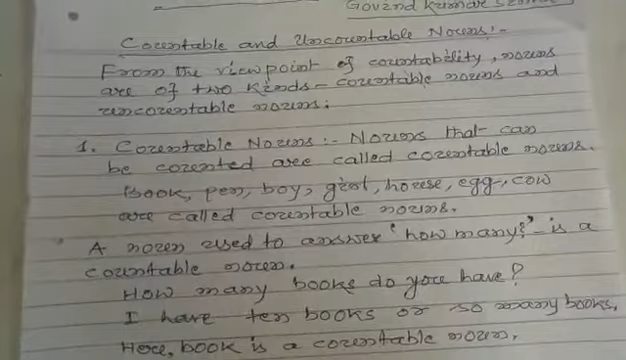 Govind Kumar
Countable and Uncountable Nouns:-
From the viewpoint of countability, nouns
are of two kinds - countable nouns and
uncountable nouns:
1. Countable Nouns:- Nouns that can
be counted are called countable nouns.
Book, pen, boy, girl, house, egg, cow
are called countable nouns.
A noun used to answer 'how many?' - is a
countable noun.
How many books do you have?
I have ten books or so many books,
Here, book is a countable noun.